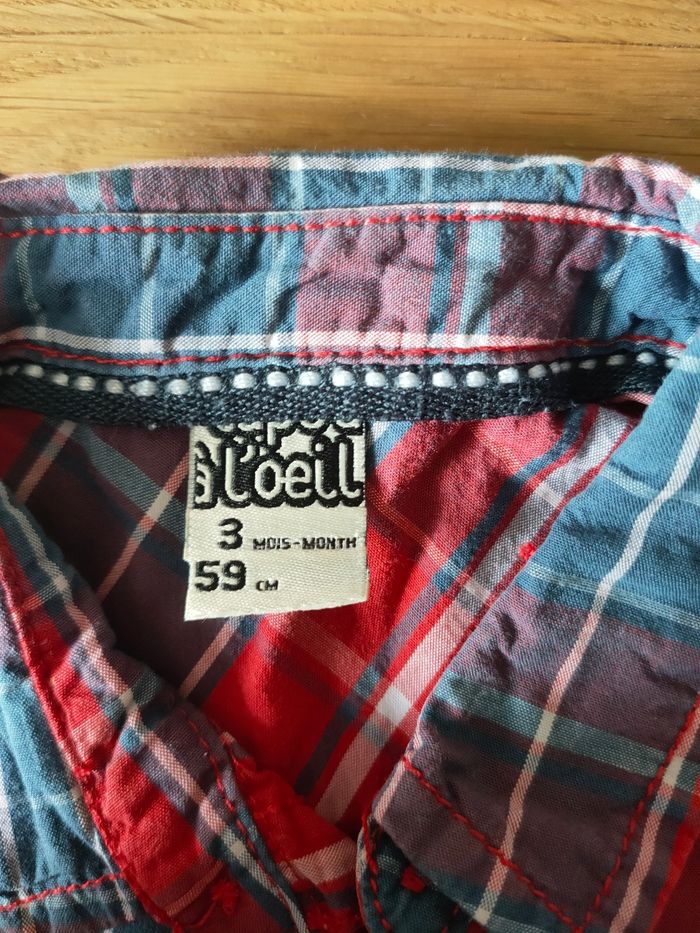 à l'oeil
3 MOIS-MONTH
59 CM